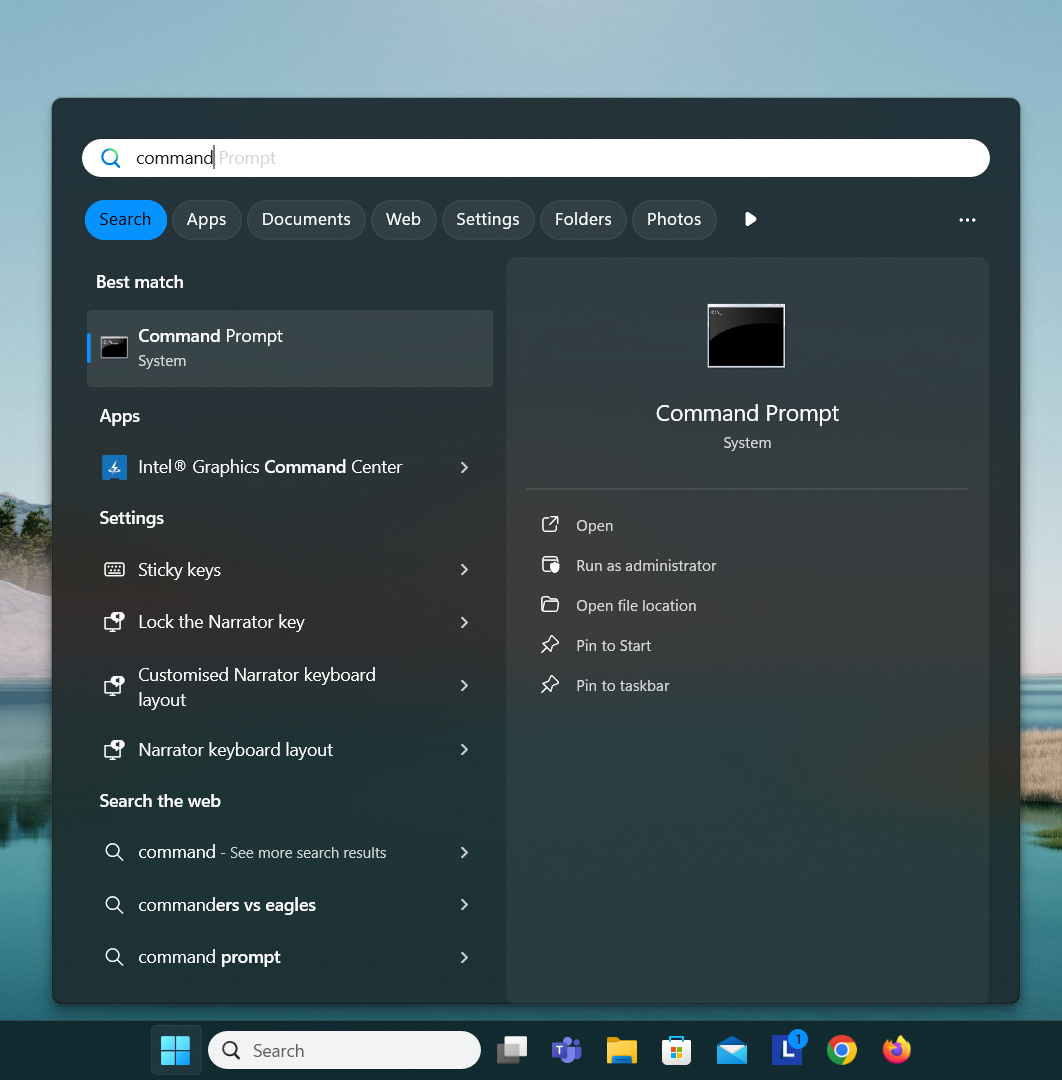 command Prompt
Search Apps Documents Web Settings Folders Photos
Best match
Command Prompt
System
Apps
Intel® Graphics Command Center
Settings
Sticky keys
Lock the Narrator key
Customised Narrator keyboard
layout
Narrator keyboard layout
Search the web
command - See more search results
commanders vs eagles
command prompt
Command Prompt
System
Open
Run as administrator
Open file location
Pin to Start
Pin to taskbar
Search
T
L
1